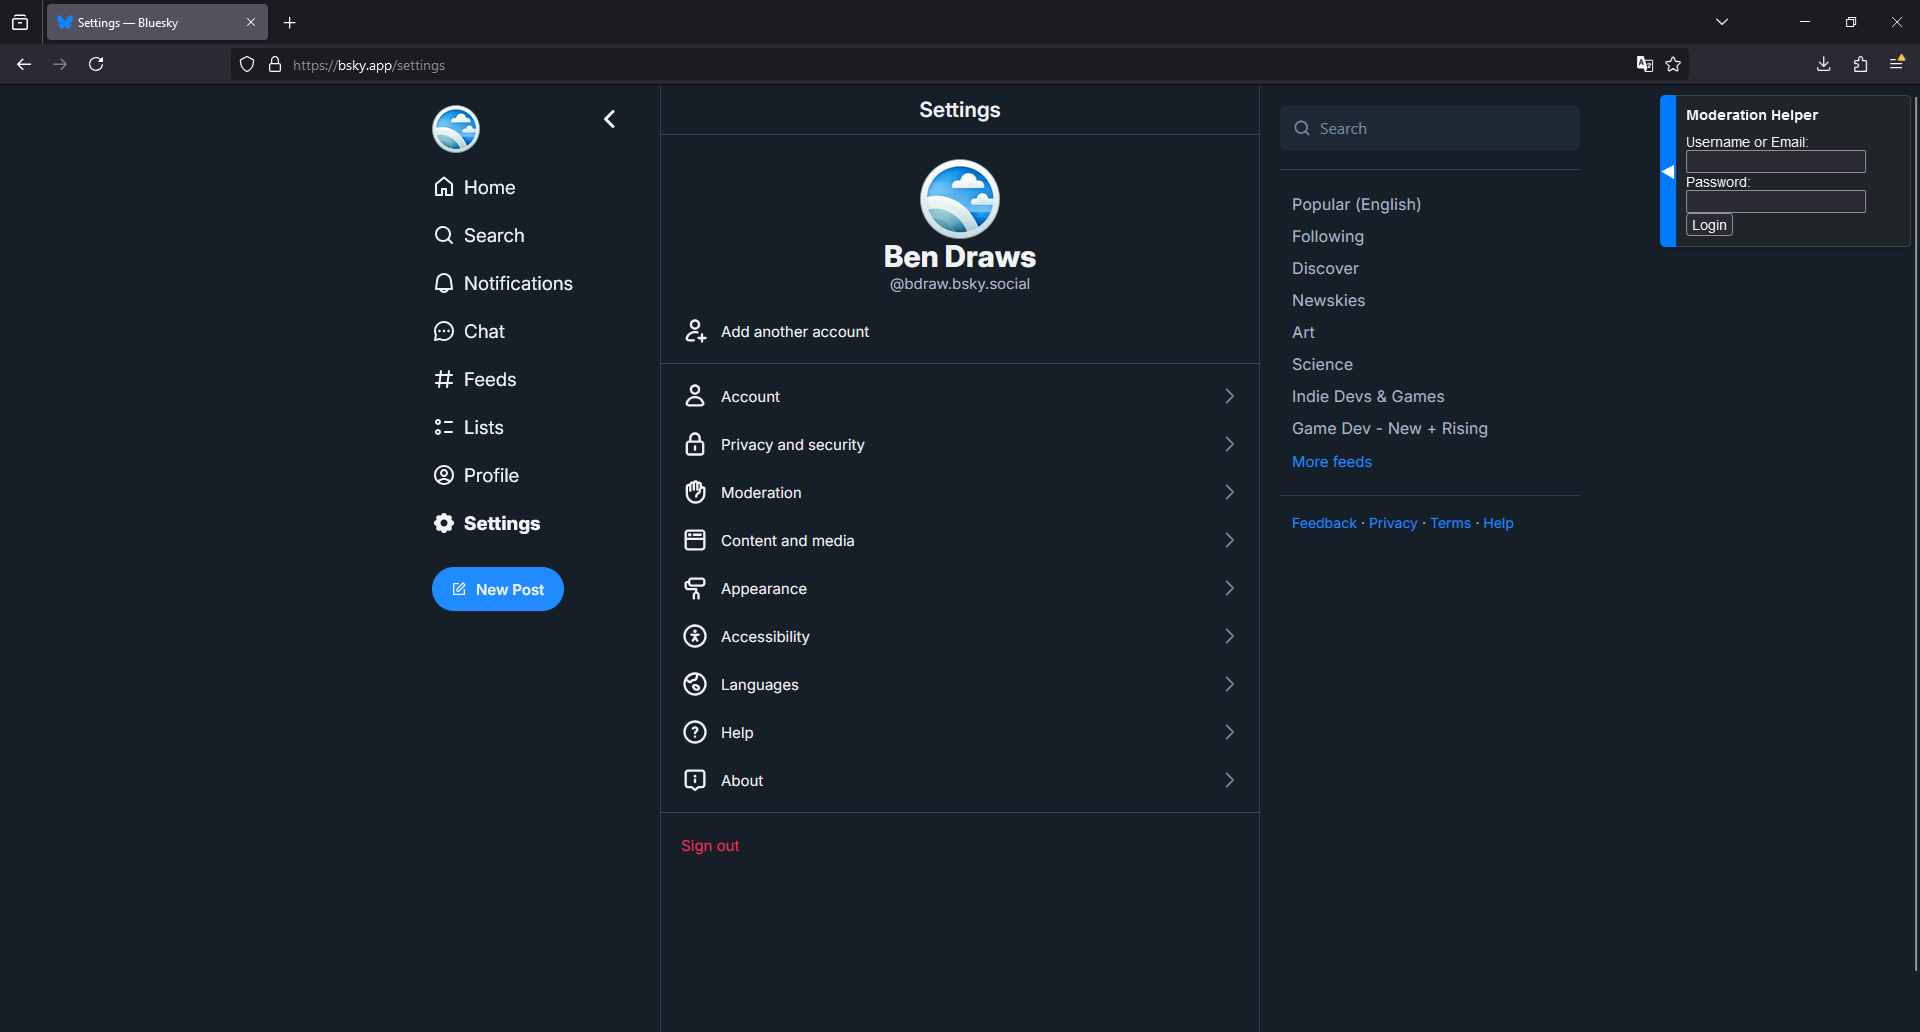 Settings — Bluesky
https://bsky.app/settings
Home
Search
Notifications
Chat
Feeds
Lists
Profile
Settings
New Post
Settings
Ben Draws
@bdraw.bsky.social
Add another account
Account
Privacy and security
Moderation
Content and media
Appearance
Accessibility
Languages
Help
About
Sign out
Search
Popular (English)
Following
Discover
Newskies
Art
Science
Indie Devs & Games
Game Dev - New + Rising
More feeds
Feedback · Privacy · Terms · Help
Moderation Helper
Username or Email:
Password:
Login